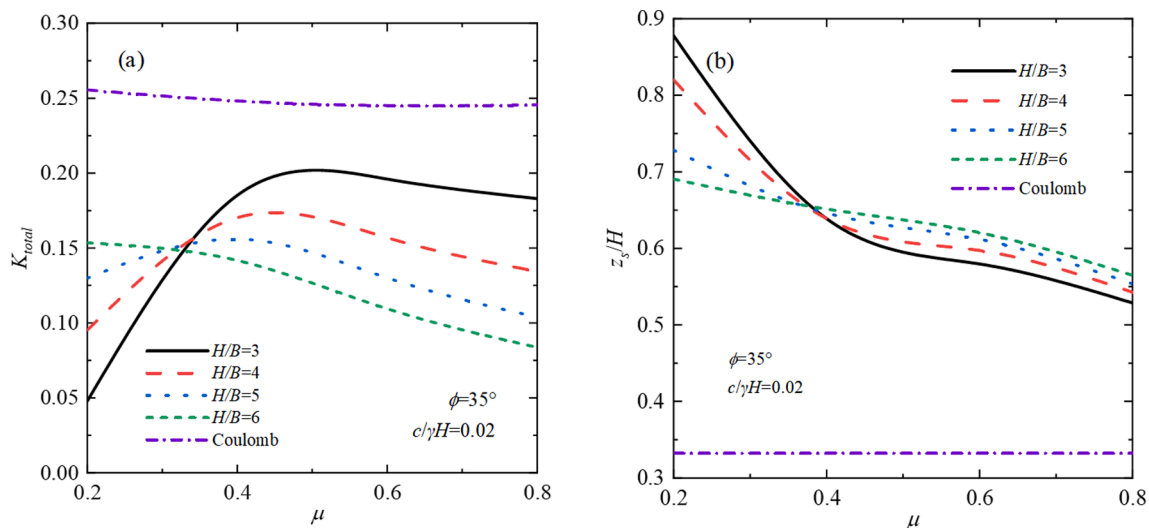 (a)
K_total
0.30
0.25
0.20
0.15
0.10
0.05
0.00
H/B=3
H/B=4
H/B=5
H/B=6
Coulomb
ϕ=35°
c/γH=0.02
0.2 0.4 0.6 0.8
μ
(b)
z_s/H
0.9
0.8
0.7
0.6
0.5
0.4
0.3
H/B=3
H/B=4
H/B=5
H/B=6
Coulomb
ϕ=35°
c/γH=0.02
0.2 0.4 0.6 0.8
μ